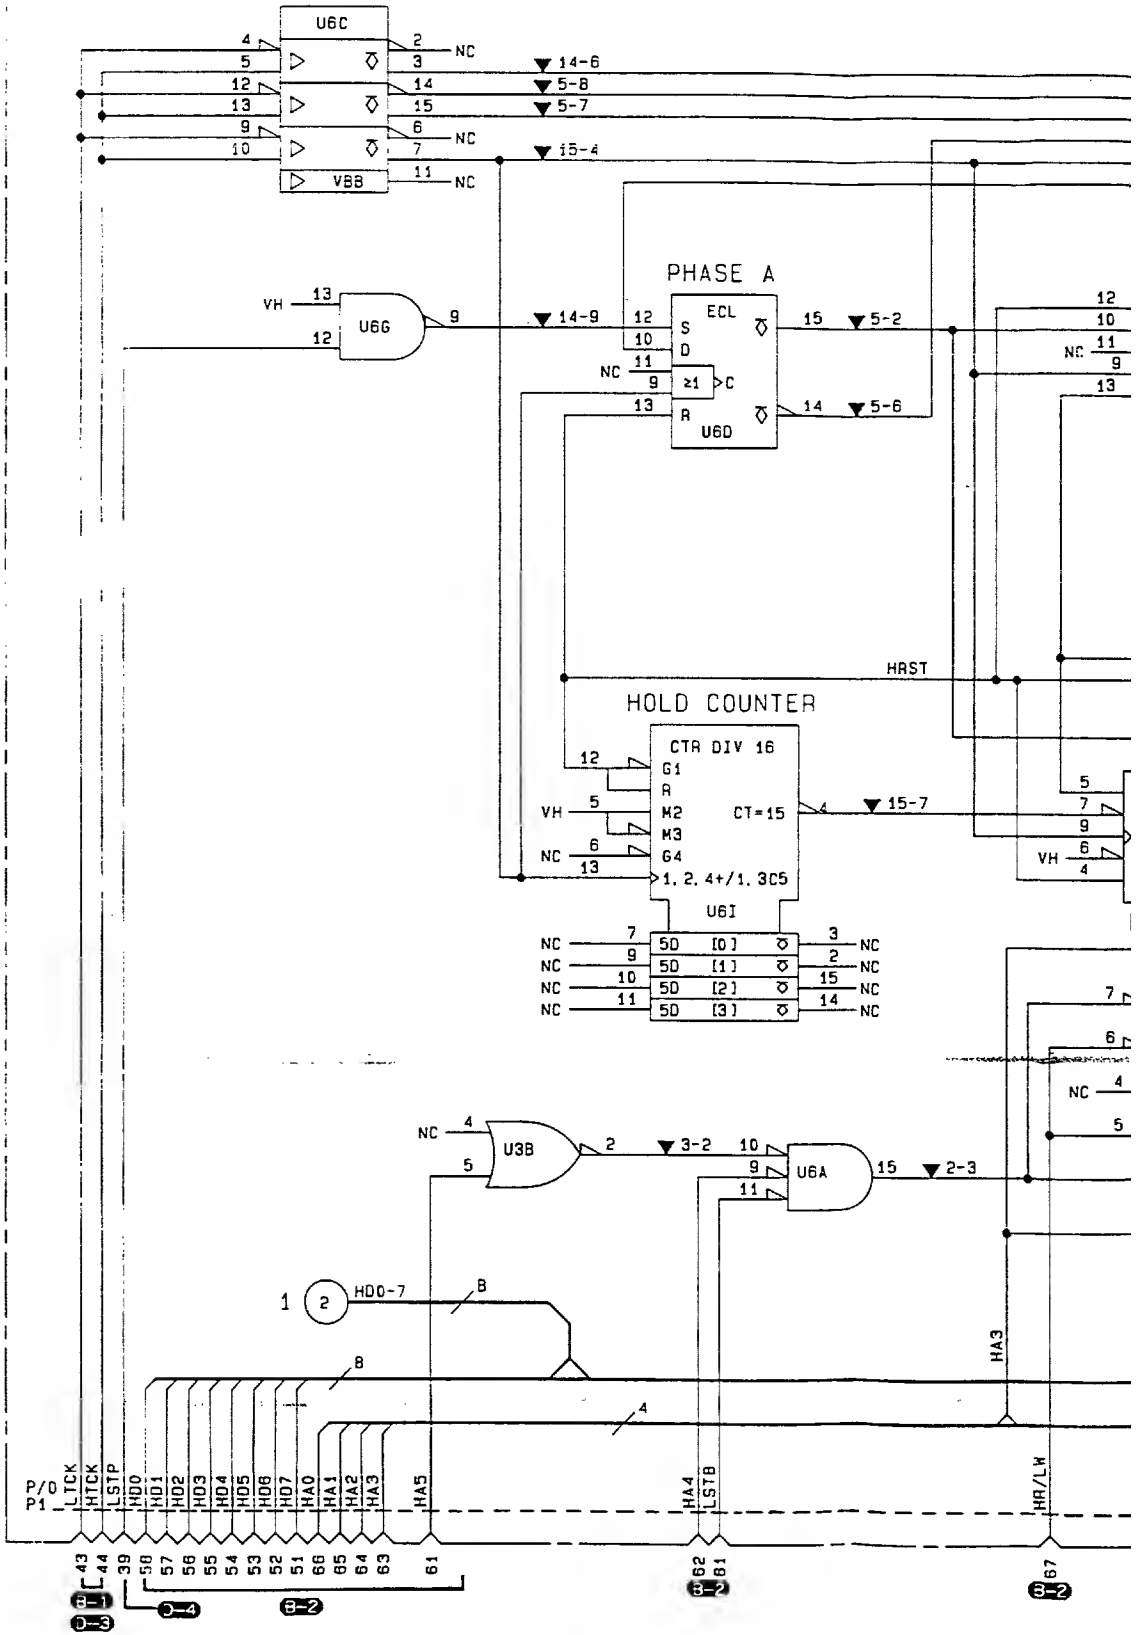 U6C
4 2 NC
5 3 14-6
12 14 5-8
13 15 5-7
9 6 NC
10 7 15-4
VBB 11 NC
PHASE A
VH 13
U6G 9 14-9
12
12 S ECL 15 5-2
10 D
NC 11
9 ≥1 C
13 R 14 5-6
U6D
12
10
NC 11
9
13
HRST
HOLD COUNTER
CTR DIV 16
12 G1
R
VH 5 M2 CT=15 4 15-7
M3
NC 6 G4
13 1, 2, 4+/1, 3C5
U6I
NC 7 5D [0] 3 NC
NC 9 5D [1] 2 NC
NC 10 5D [2] 15 NC
NC 11 5D [3] 14 NC
5
7
9
VH 6
4
7
6
NC 4
5
NC 4
U3B 2 3-2 10
5
9 U6A 15 2-3
11
1 2 HD0-7 8
8
4
HA3
P/O
P1
LTCK
HTCK
LSTP
HD0
HD1
HD2
HD3
HD4
HD5
HD6
HD7
HA0
HA1
HA2
HA3
HA5
HA4
LSTB
HR/LW
43
44
39
58
57
56
55
54
53
52
51
66
65
64
63
61
62
81
67
B-1
D-3
D-4
B-2
B-2
B-2